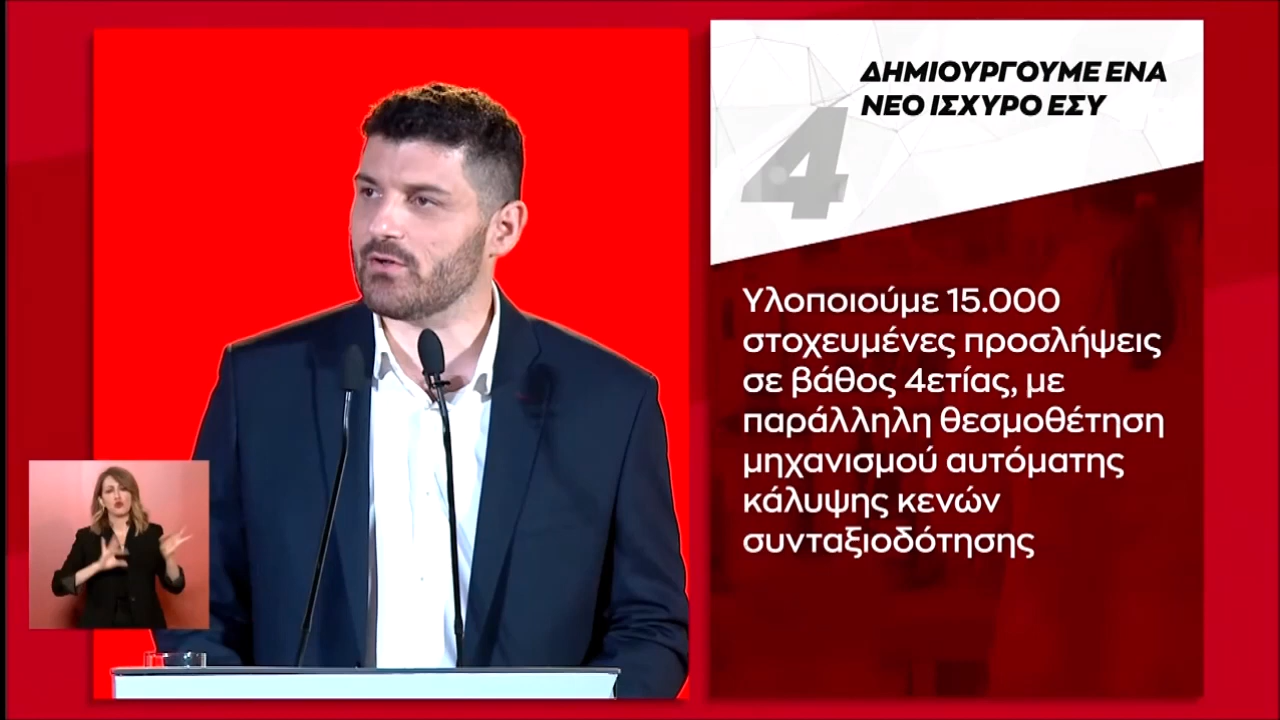 4
ΔΗΜΙΟΥΡΓΟΥΜΕ ΕΝΑ
ΝΕΟ ΙΣΧΥΡΟ ΕΣΥ
Υλοποιούμε 15.000
στοχευμένες προσλήψεις
σε βάθος 4ετίας, με
παράλληλη θεσμοθέτηση
μηχανισμού αυτόματης
κάλυψης κενών
συνταξιοδότησης